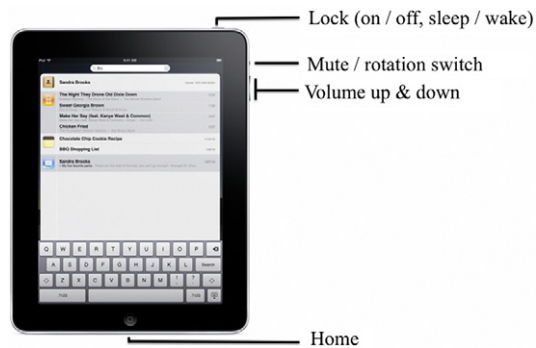 Lock (on / off, sleep / wake)
Mute / rotation switch
Volume up & down
Sandra Brooks
The Night They Drove Old Dixie Down
Sweet Georgia Brown
Make Her Say (feat. Kanye West & Common)
Chicken Fried
Chocolate Chip Cookie Recipe
BBQ Shopping List
Sandra Brooks
Q W E R T Y U I O P
A S D F G H J K L Search
Z X C V B N M ! ?
Home